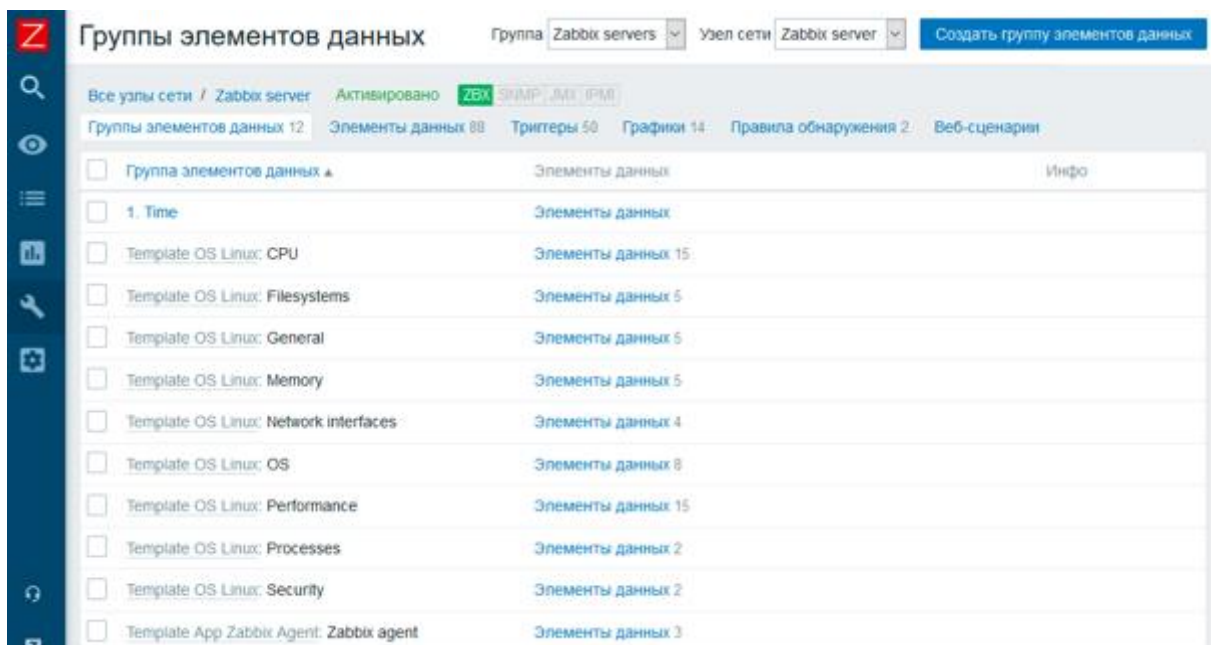 Z
Группы элементов данных Группа Zabbix servers Узел сети Zabbix server Создать группу элементов данных
Все узлы сети / Zabbix server Активировано ZBX SNMP JMX IPMI
Группы элементов данных 12 Элементы данных 88 Триггеры 50 Графики 14 Правила обнаружения 2 Веб-сценарии
Группа элементов данных ▲ Элементы данных Инфо
1. Time Элементы данных
Template OS Linux: CPU Элементы данных 15
Template OS Linux: Filesystems Элементы данных 5
Template OS Linux: General Элементы данных 5
Template OS Linux: Memory Элементы данных 5
Template OS Linux: Network interfaces Элементы данных 4
Template OS Linux: OS Элементы данных 8
Template OS Linux: Performance Элементы данных 15
Template OS Linux: Processes Элементы данных 2
Template OS Linux: Security Элементы данных 2
Template App Zabbix Agent: Zabbix agent Элементы данных 3